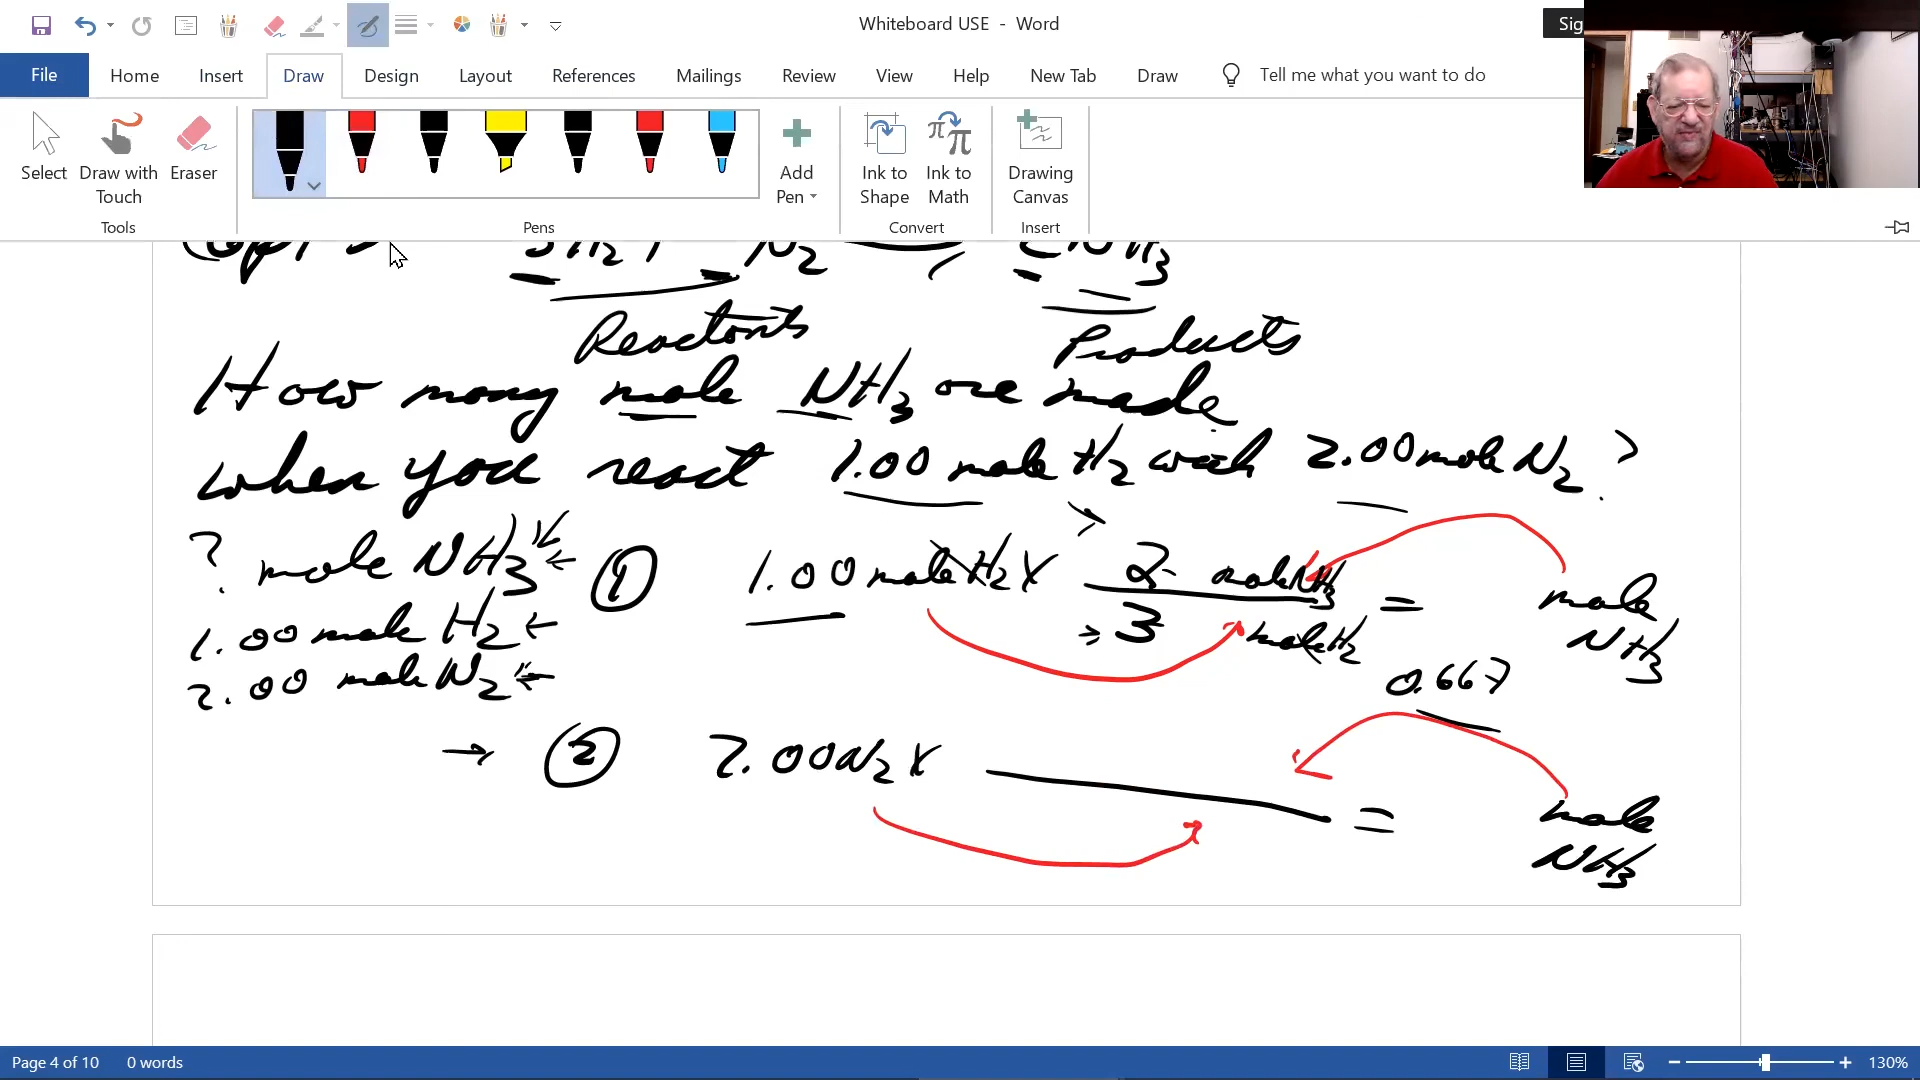 Whiteboard USE - Word
Sig
File Home Insert Draw Design Layout References Mailings Review View Help New Tab Draw Tell me what you want to do
Select Draw with Touch Eraser
Add Pen
Ink to Shape Ink to Math
Drawing Canvas
Tools Pens Convert Insert
3H2 + N2 2NH3
Reactants Products
How many mole NH3 are made
when you react 1.00 mole H2 with 2.00 mole N2?
? mole NH3
1.00 mole H2
2.00 mole N2
① 1.00 mole H2 x 2 mole NH3 / 3 mole H2 = 0.667 mole NH3
② 2.00 N2 x = mole NH3
Page 4 of 10 0 words 130%